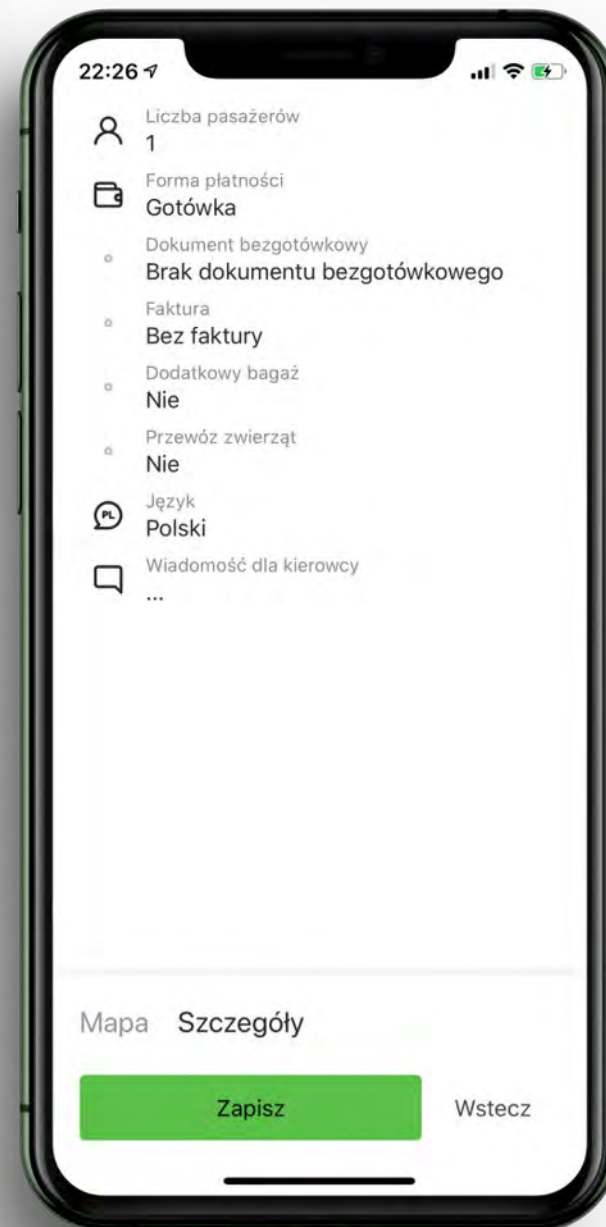 22:26
Liczba pasażerów
1
Forma płatności
Gotówka
Dokument bezgotówkowy
Brak dokumentu bezgotówkowego
Faktura
Bez faktury
Dodatkowy bagaż
Nie
Przewóz zwierząt
Nie
PL
Język
Polski
Wiadomość dla kierowcy
...
Mapa Szczegóły
Zapisz Wstecz